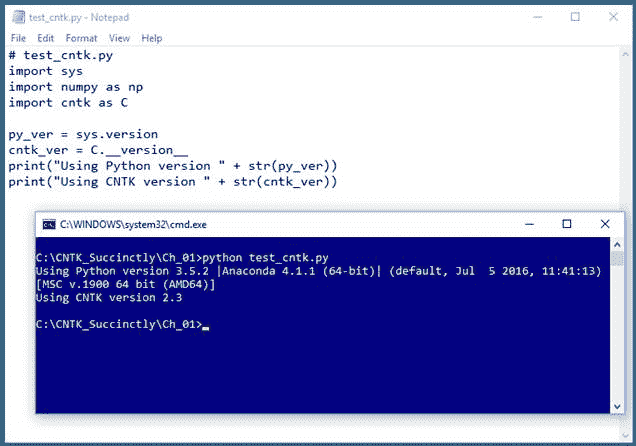 test_cntk.py - Notepad
File Edit Format View Help
# test_cntk.py
import sys
import numpy as np
import cntk as C
py_ver = sys.version
cntk_ver = C.__version__
print("Using Python version " + str(py_ver))
print("Using CNTK version " + str(cntk_ver))
C:\WINDOWS\system32\cmd.exe
C:\CNTK_Succinctly\Ch_01>python test_cntk.py
Using Python version 3.5.2 |Anaconda 4.1.1 (64-bit)| (default, Jul  5 2016, 11:41:13)
[MSC v.1900 64 bit (AMD64)]
Using CNTK version 2.3
C:\CNTK_Succinctly\Ch_01>_